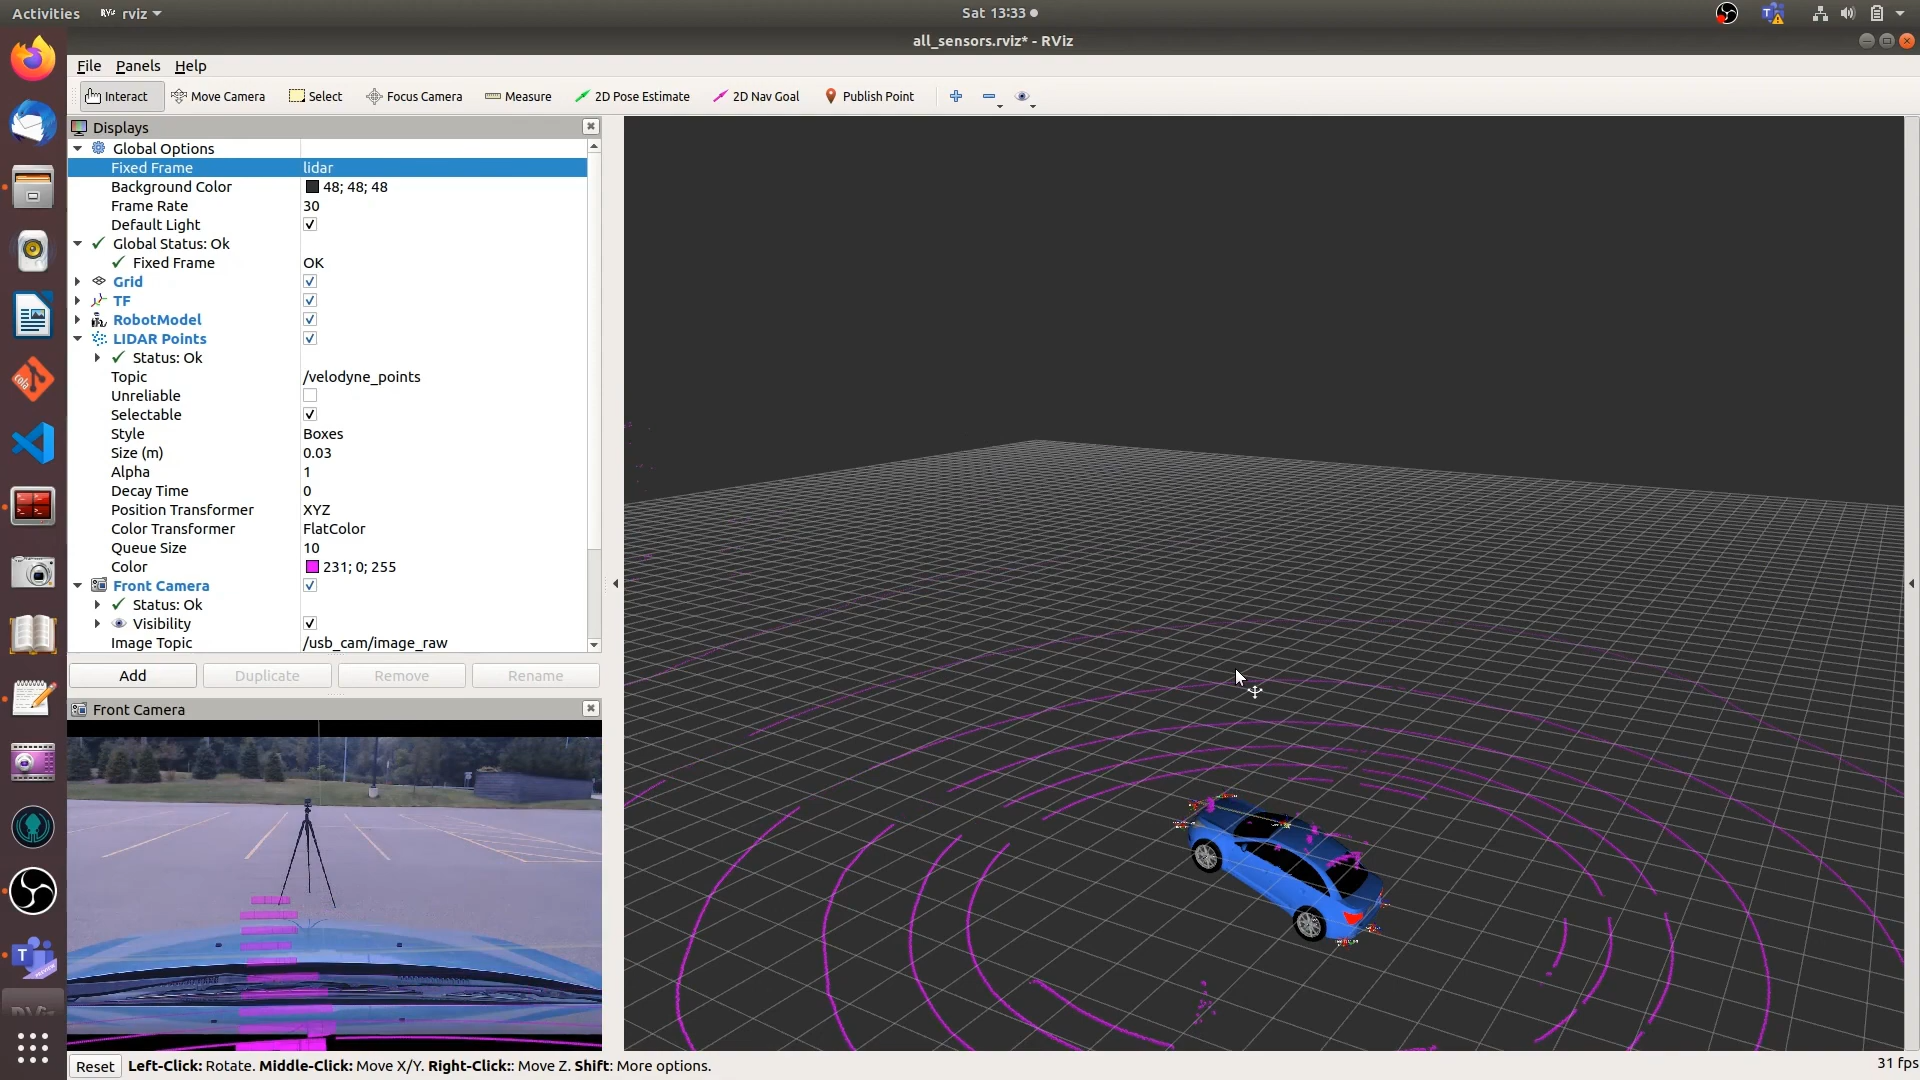 Activities rviz Sat 13:33
all_sensors.rviz* - RViz
File Panels Help
Interact Move Camera Select Focus Camera Measure 2D Pose Estimate 2D Nav Goal Publish Point
Displays
Global Options
Fixed Frame lidar
Background Color 48; 48; 48
Frame Rate 30
Default Light
Global Status: Ok
Fixed Frame OK
Grid
TF
RobotModel
LIDAR Points
Status: Ok
Topic /velodyne_points
Unreliable
Selectable
Style Boxes
Size (m) 0.03
Alpha 1
Decay Time 0
Position Transformer XYZ
Color Transformer FlatColor
Queue Size 10
Color 231; 0; 255
Front Camera
Status: Ok
Visibility
Image Topic /usb_cam/image_raw
Add Duplicate Remove Rename
Front Camera
Reset Left-Click: Rotate. Middle-Click: Move X/Y. Right-Click:: Move Z. Shift: More options. 31 fps